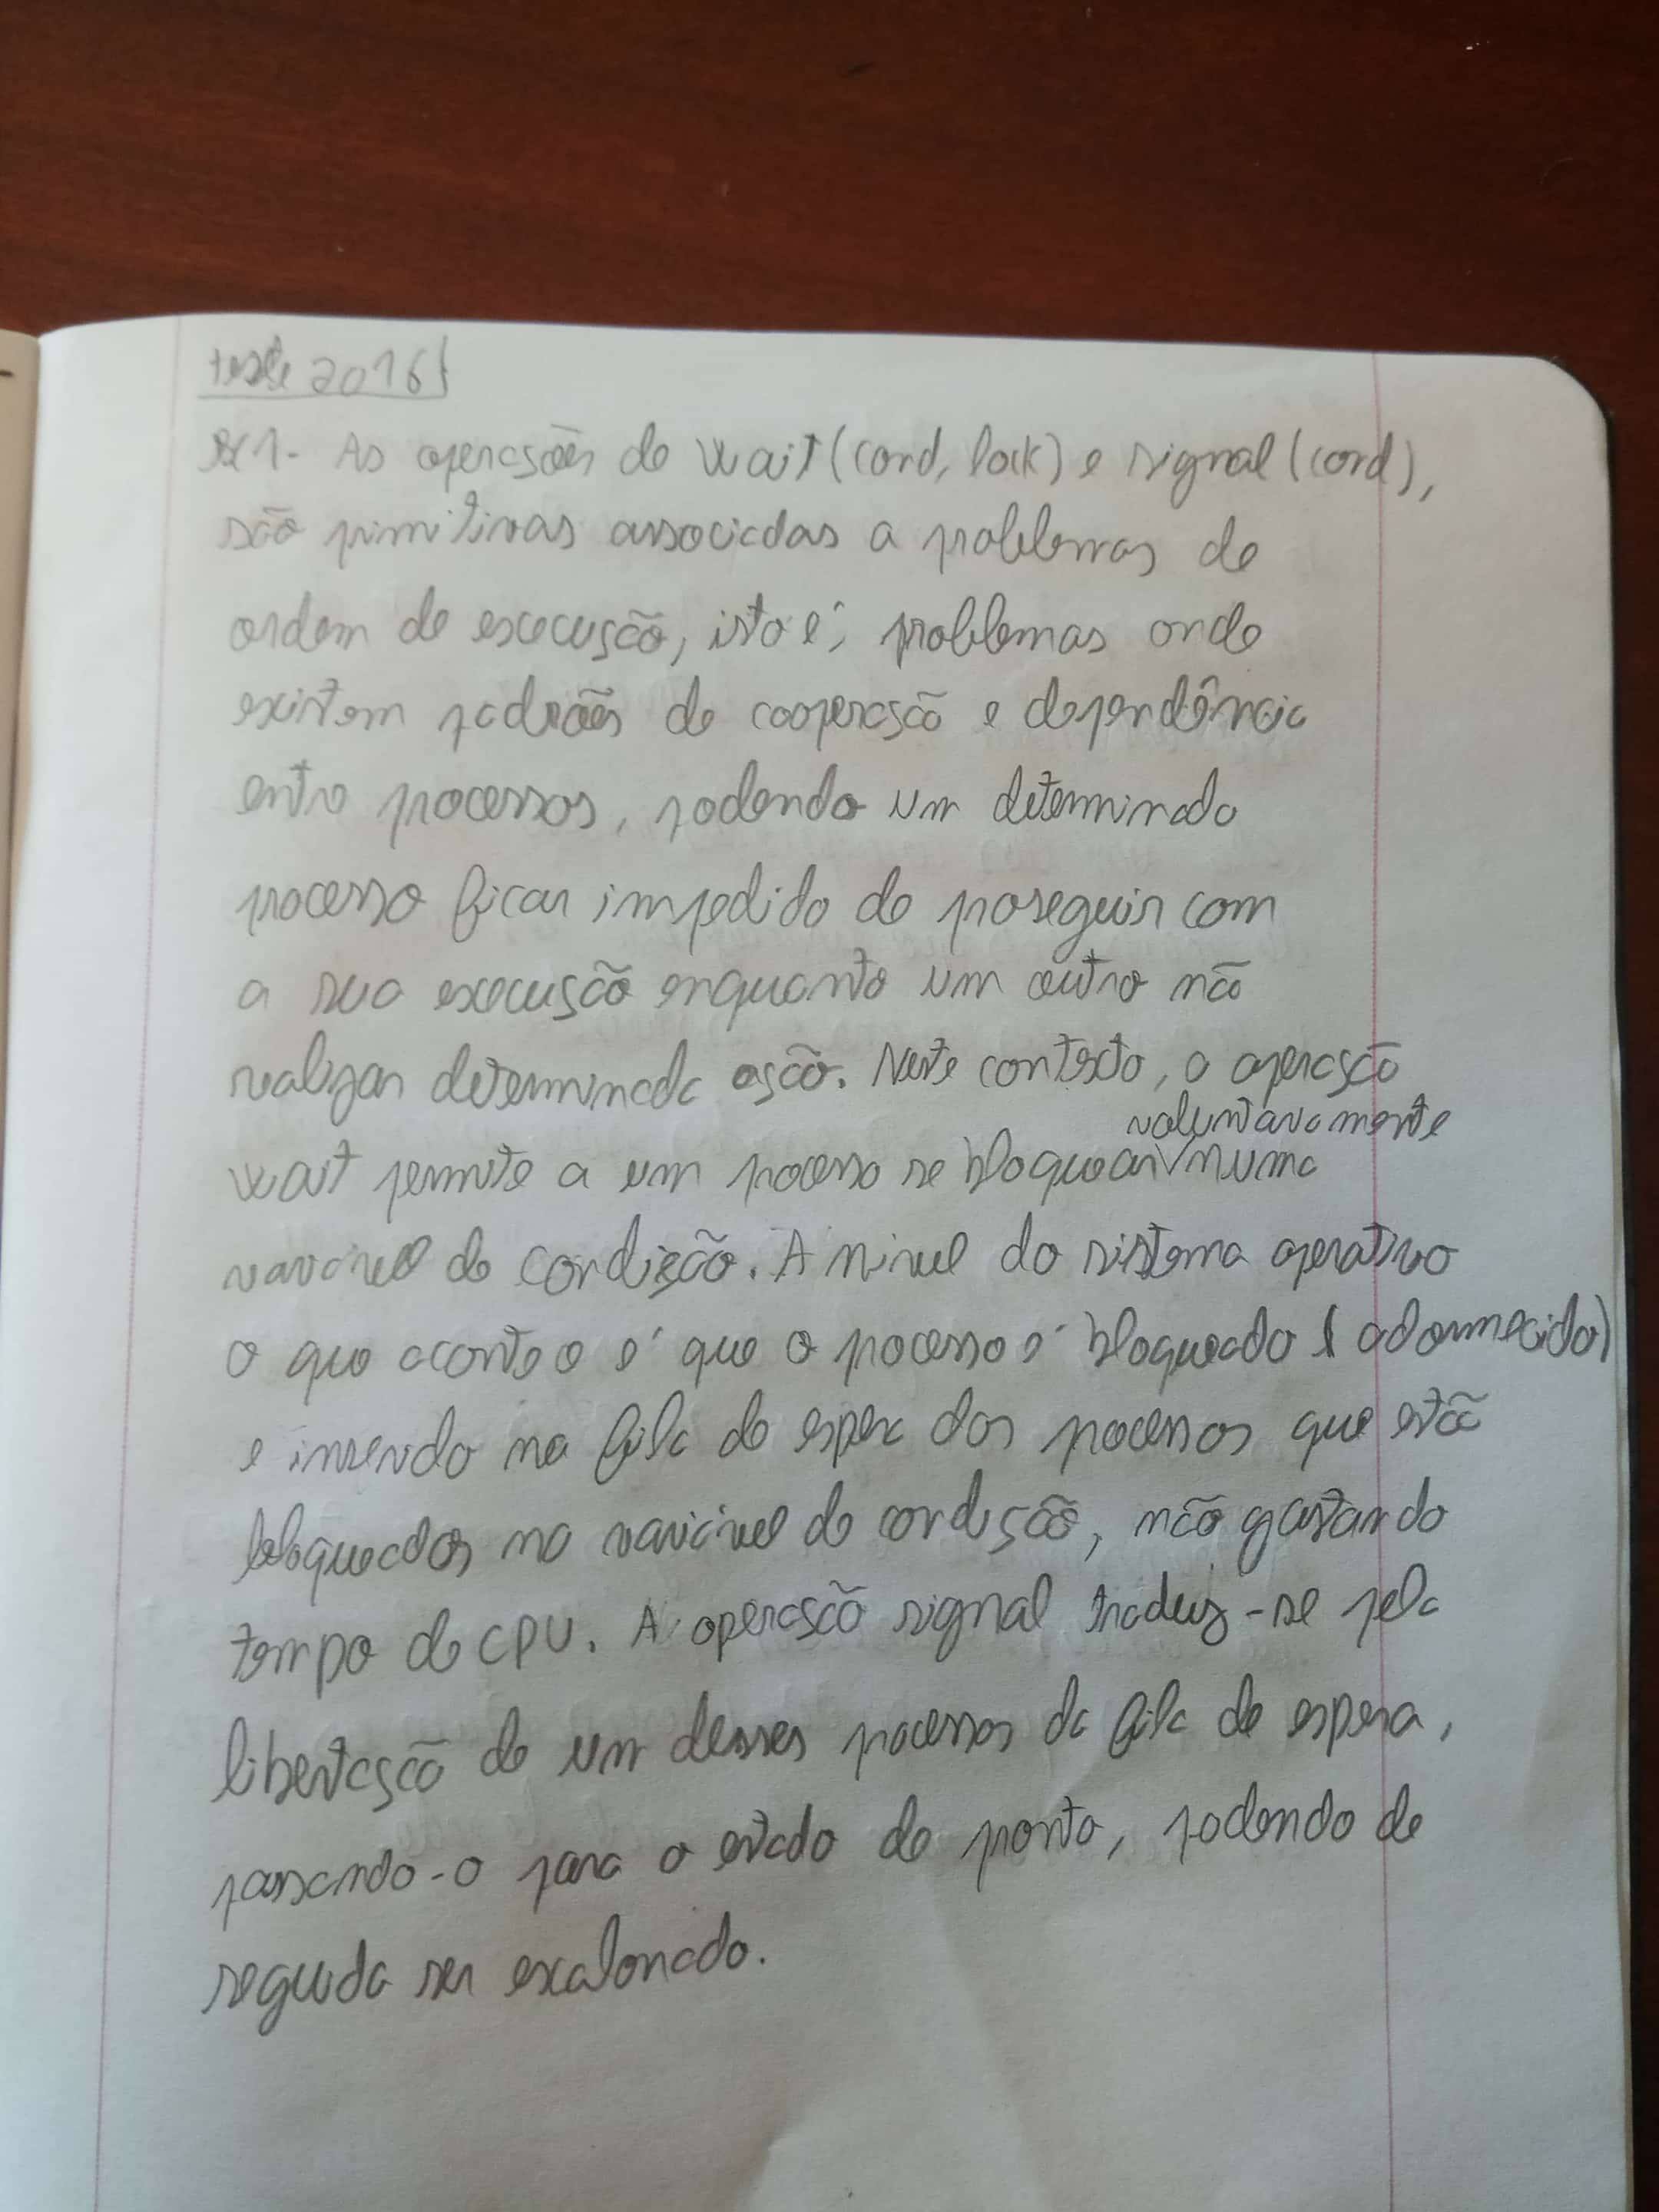 teste 2016}
R1- As operações de wait(cond, lock) e signal(cond),
são primitivas associadas a problemas de
ordem de execução, isto é, problemas onde
existem padrões de cooperação e dependência
entre processos, podendo um determinado
processo ficar impedido de proseguir com
a sua execução enquanto um outro não
realizar determinada ação. Neste contexto, a operação
voluntariamente
wait permite a um processo se bloquear numa
variável de condição. A nivel do sistema operativo
o que acontece é que o processo é bloqueado (adormecido)
e inserido na fila de espera dos processos que estão
bloqueados na variável de condição, não gastando
tempo de CPU. A operação signal traduz-se pela
libertação de um desses processos da fila de espera,
passando-o para o estado de pronto, podendo de
seguida ser escalonado.